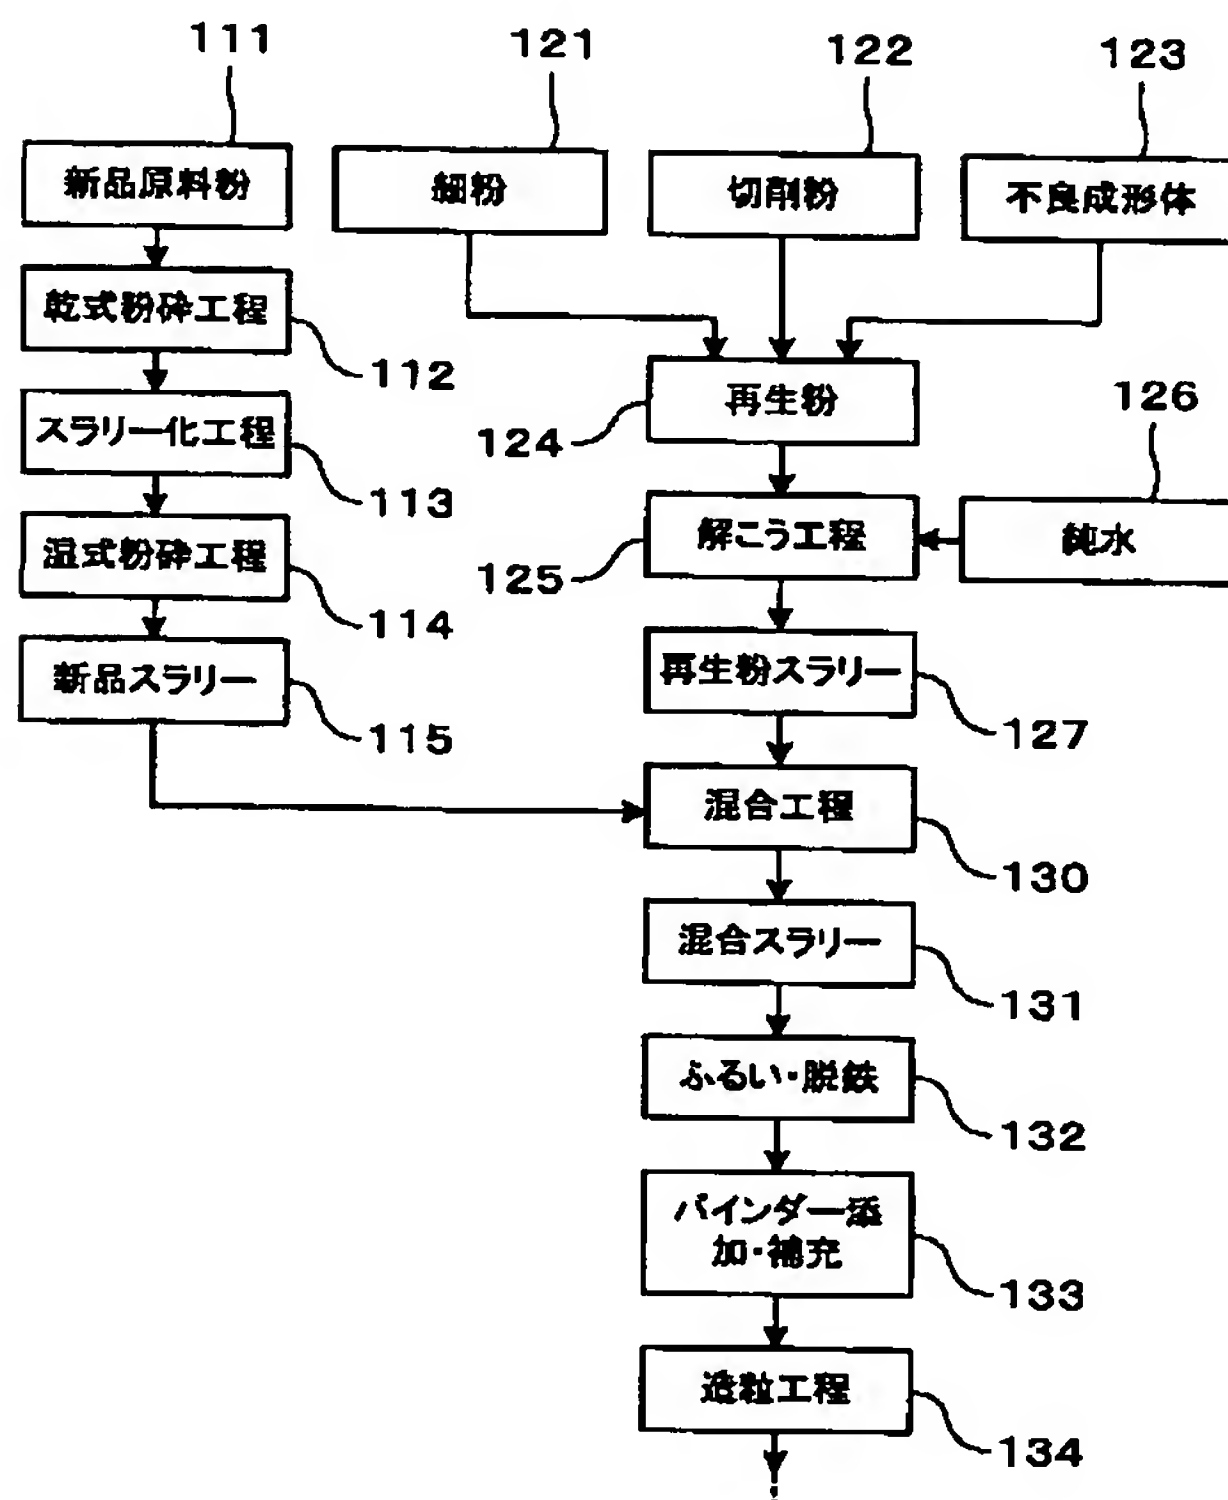 111
121
122
123
新品原料粉
細粉
切削粉
不良成形体
乾式粉砕工程
112
再生粉
124
126
スラリー化工程
113
解こう工程
125
純水
湿式粉砕工程
114
再生粉スラリー
127
新品スラリー
115
混合工程
130
混合スラリー
131
ふるい・脱鉄
132
バインダー添
加・補充
133
造粒工程
134